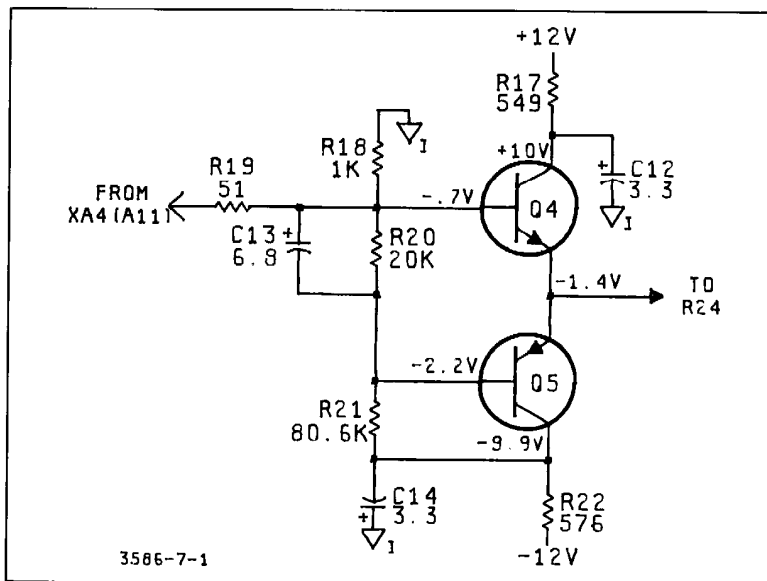 +12V
R17
549
R18
1K
I
+10V
C12
+
3.3
I
R19
51
FROM
XA4(A11)
-.7V
Q4
C13
+
6.8
R20
20K
-1.4V
TO
R24
-2.2V
Q5
R21
80.6K
-9.9V
C14
+
3.3
I
R22
576
-12V
3586-7-1